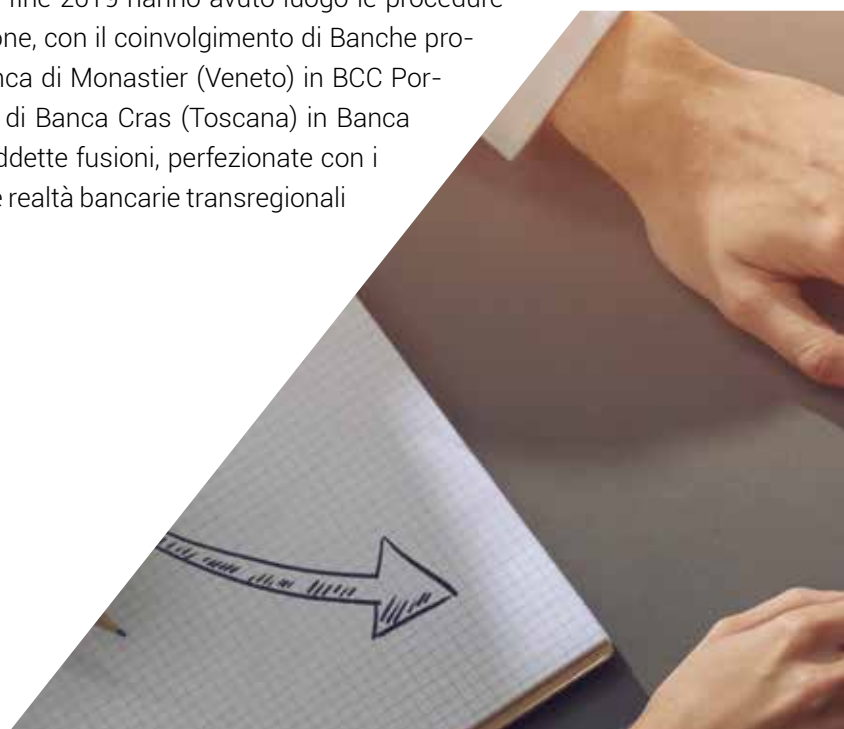 fine 2019 hanno avuto luogo le procedure
one, con il coinvolgimento di Banche pro-
nca di Monastier (Veneto) in BCC Por-
di Banca Cras (Toscana) in Banca
ddette fusioni, perfezionate con i
e realtà bancarie transregionali